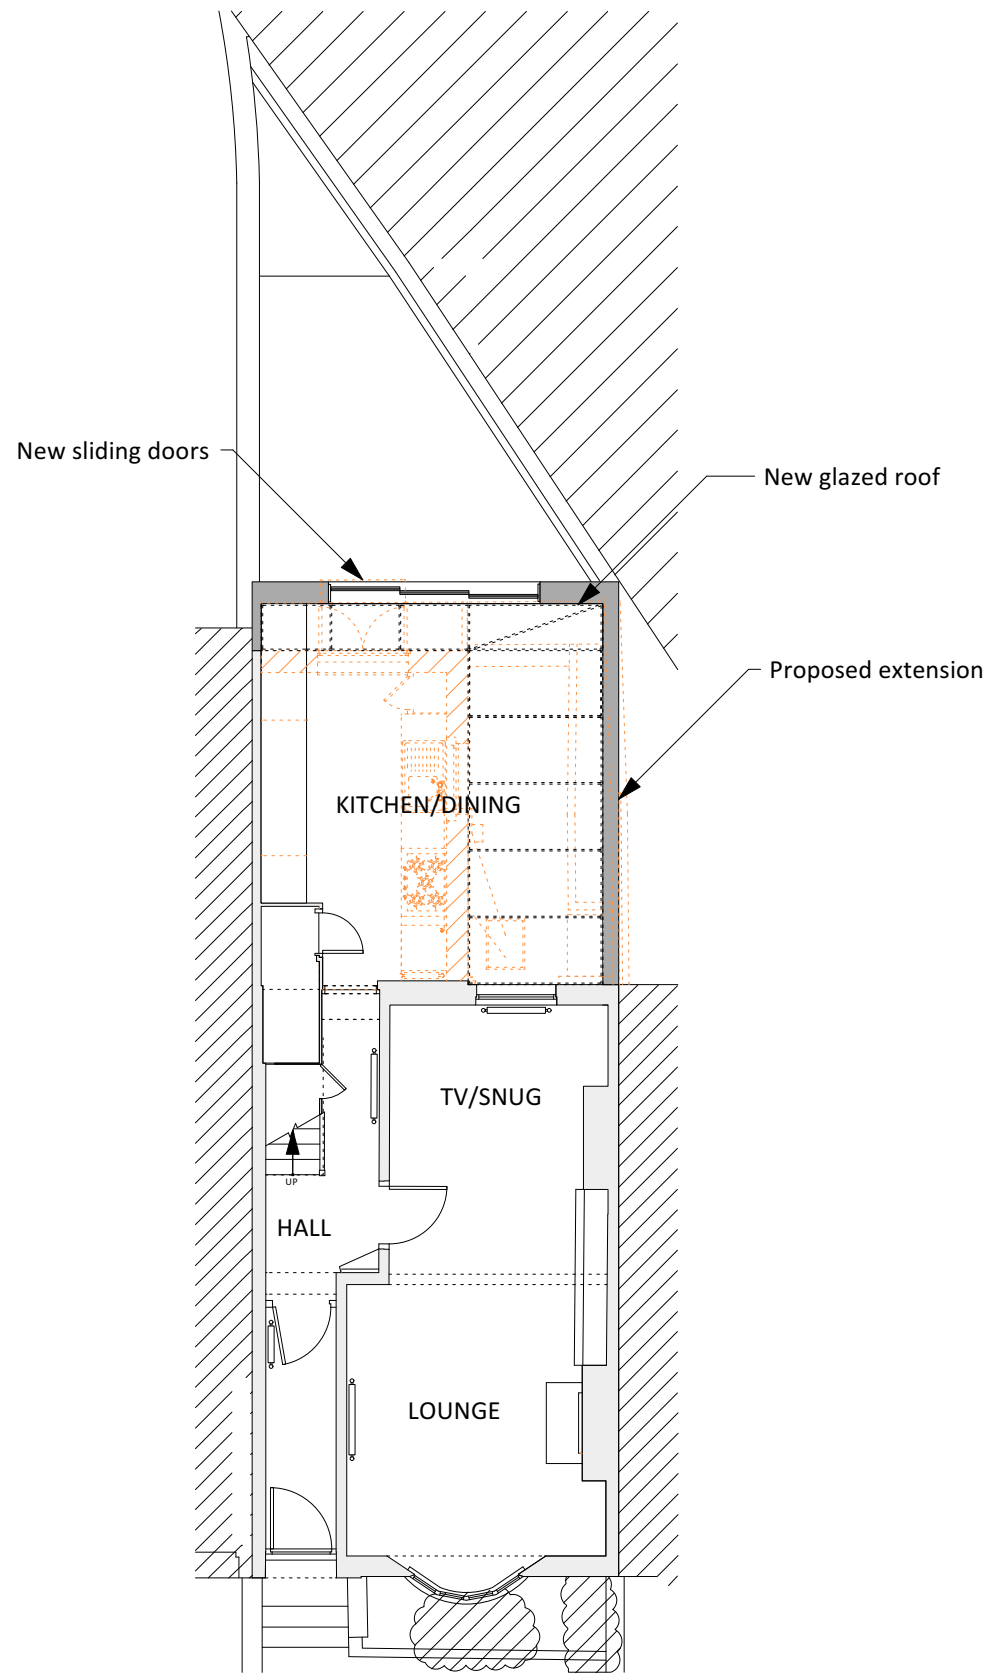 New sliding doors
New glazed roof
Proposed extension
KITCHEN/DINING
TV/SNUG
UP
HALL
LOUNGE